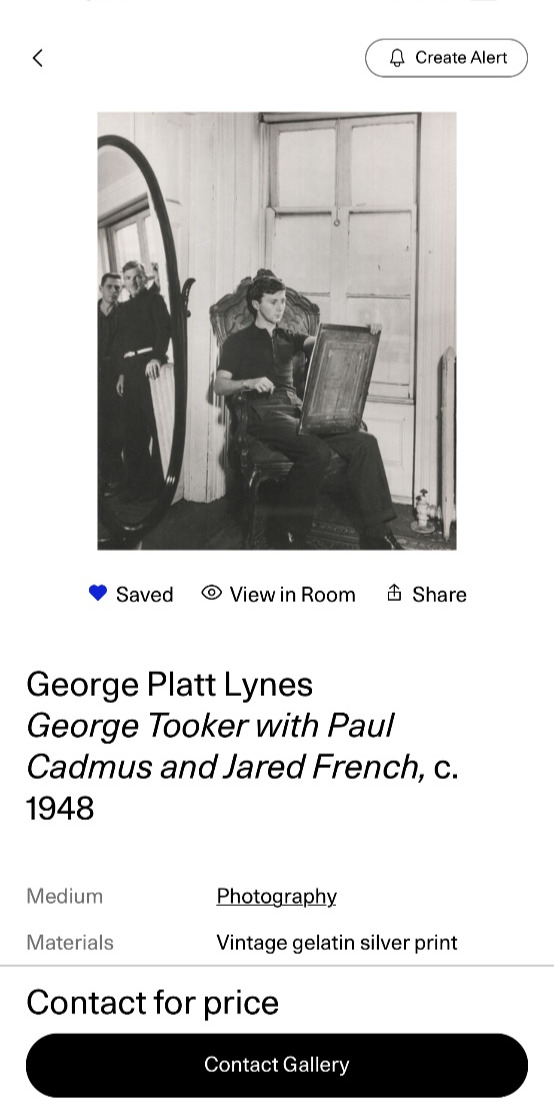 Create Alert
Saved
View in Room
Share
George Platt Lynes
George Tooker with Paul
Cadmus and Jared French, c.
1948
Medium Photography
Materials Vintage gelatin silver print
Contact for price
Contact Gallery